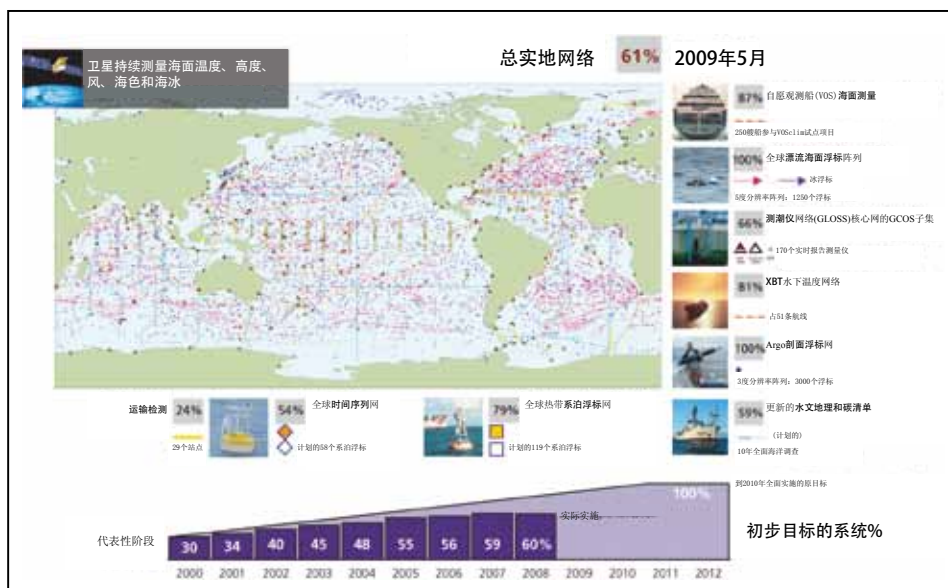 卫星持续测量海面温度、高度、
风、海色和海冰
总实地网络 61% 2009年5月
87% 自愿观测船(VOS)海面测量
250艘船参与VOSclim试点项目
100% 全球漂流海面浮标阵列
冰浮标
5度分辨率阵列：1250个浮标
66% 测潮仪网络(GLOSS)核心网的GCOS子集
170个实时报告测量仪
81% XBT水下温度网络
占51条航线
100% Argo剖面浮标网
3度分辨率阵列：3000个浮标
59% 更新的水文地理和碳清单
(计划的)
10年全面海洋调查
运输检测 24%
29个站点
54% 全球时间序列网
计划的58个系泊浮标
79% 全球热带系泊浮标网
计划的119个系泊浮标
到2010年全面实施的原目标
100%
实际实施
初步目标的系统%
代表性阶段
30 34 40 45 48 55 56 59 60%
2000 2001 2002 2003 2004 2005 2006 2007 2008 2009 2010 2011 2012